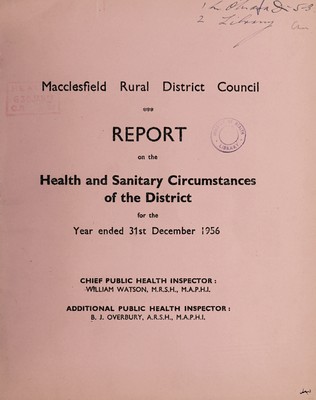 Macclesfield Rural District Council
REPORT
on the
Health and Sanitary Circumstances
of the District
for the
Year ended 31st December 1956
CHIEF PUBLIC HEALTH INSPECTOR :
WILLIAM WATSON, M.R.S.H., M.A.P.H.I.
ADDITIONAL PUBLIC HEALTH INSPECTOR :
B. J. OVERBURY, A.R.S.H., M.A.P.H.I.